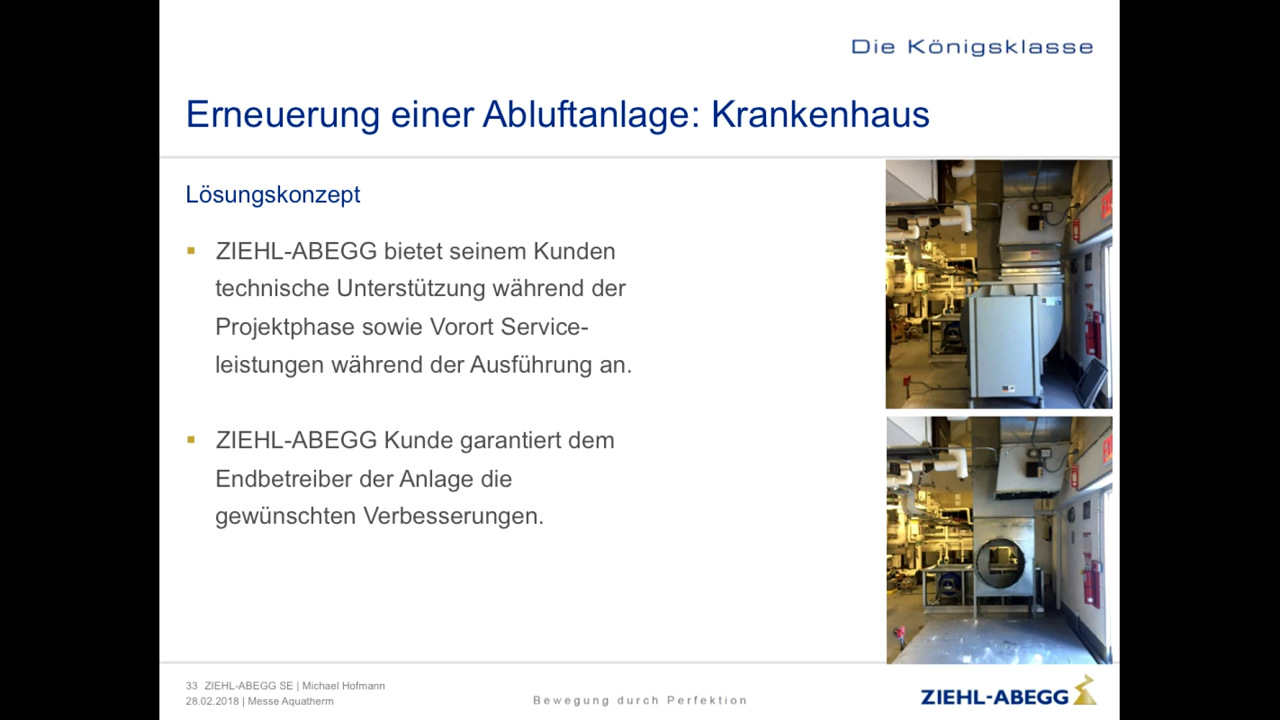 Die Königsklasse
Erneuerung einer Abluftanlage: Krankenhaus
Lösungskonzept
ZIEHL-ABEGG bietet seinem Kunden
technische Unterstützung während der
Projektphase sowie Vorort Service-
leistungen während der Ausführung an.
ZIEHL-ABEGG Kunde garantiert dem
Endbetreiber der Anlage die
gewünschten Verbesserungen.
33 ZIEHL-ABEGG SE | Michael Hofmann
28.02.2018 | Messe Aquatherm
Bewegung durch Perfektion
ZIEHL-ABEGG